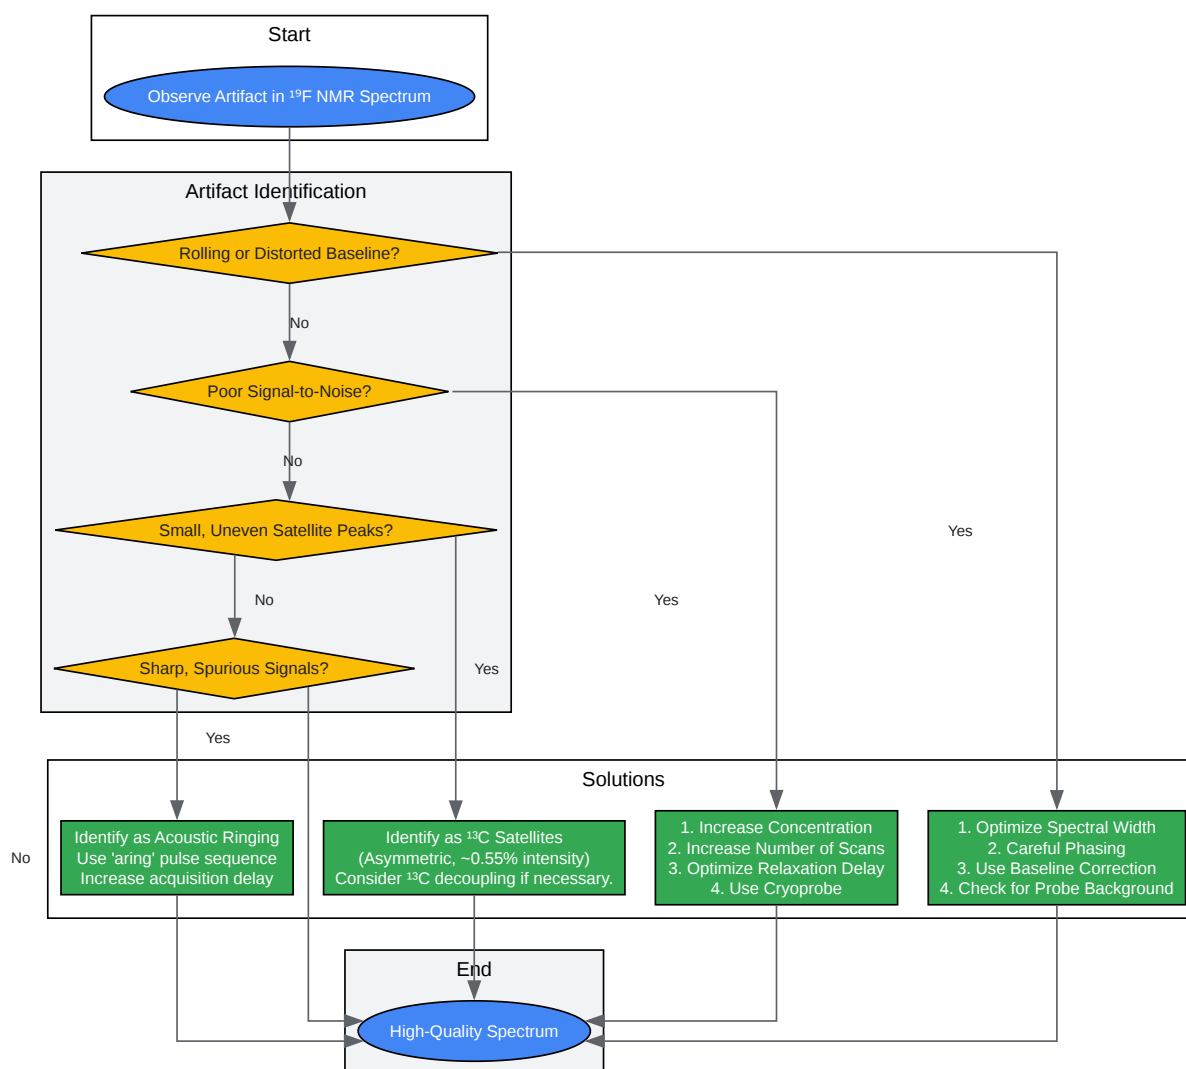 Start
Observe Artifact in ¹⁹F NMR Spectrum
Artifact Identification
Rolling or Distorted Baseline?
No
Poor Signal-to-Noise?
No
Small, Uneven Satellite Peaks?
Yes
No
Yes
Sharp, Spurious Signals?
Yes
Yes
Solutions
Identify as Acoustic Ringing
Use 'aring' pulse sequence
Increase acquisition delay
Identify as ¹³C Satellites
(Asymmetric, ~0.55% intensity)
Consider ¹³C decoupling if necessary.
1. Increase Concentration
2. Increase Number of Scans
3. Optimize Relaxation Delay
4. Use Cryoprobe
1. Optimize Spectral Width
2. Careful Phasing
3. Use Baseline Correction
4. Check for Probe Background
No
End
High-Quality Spectrum